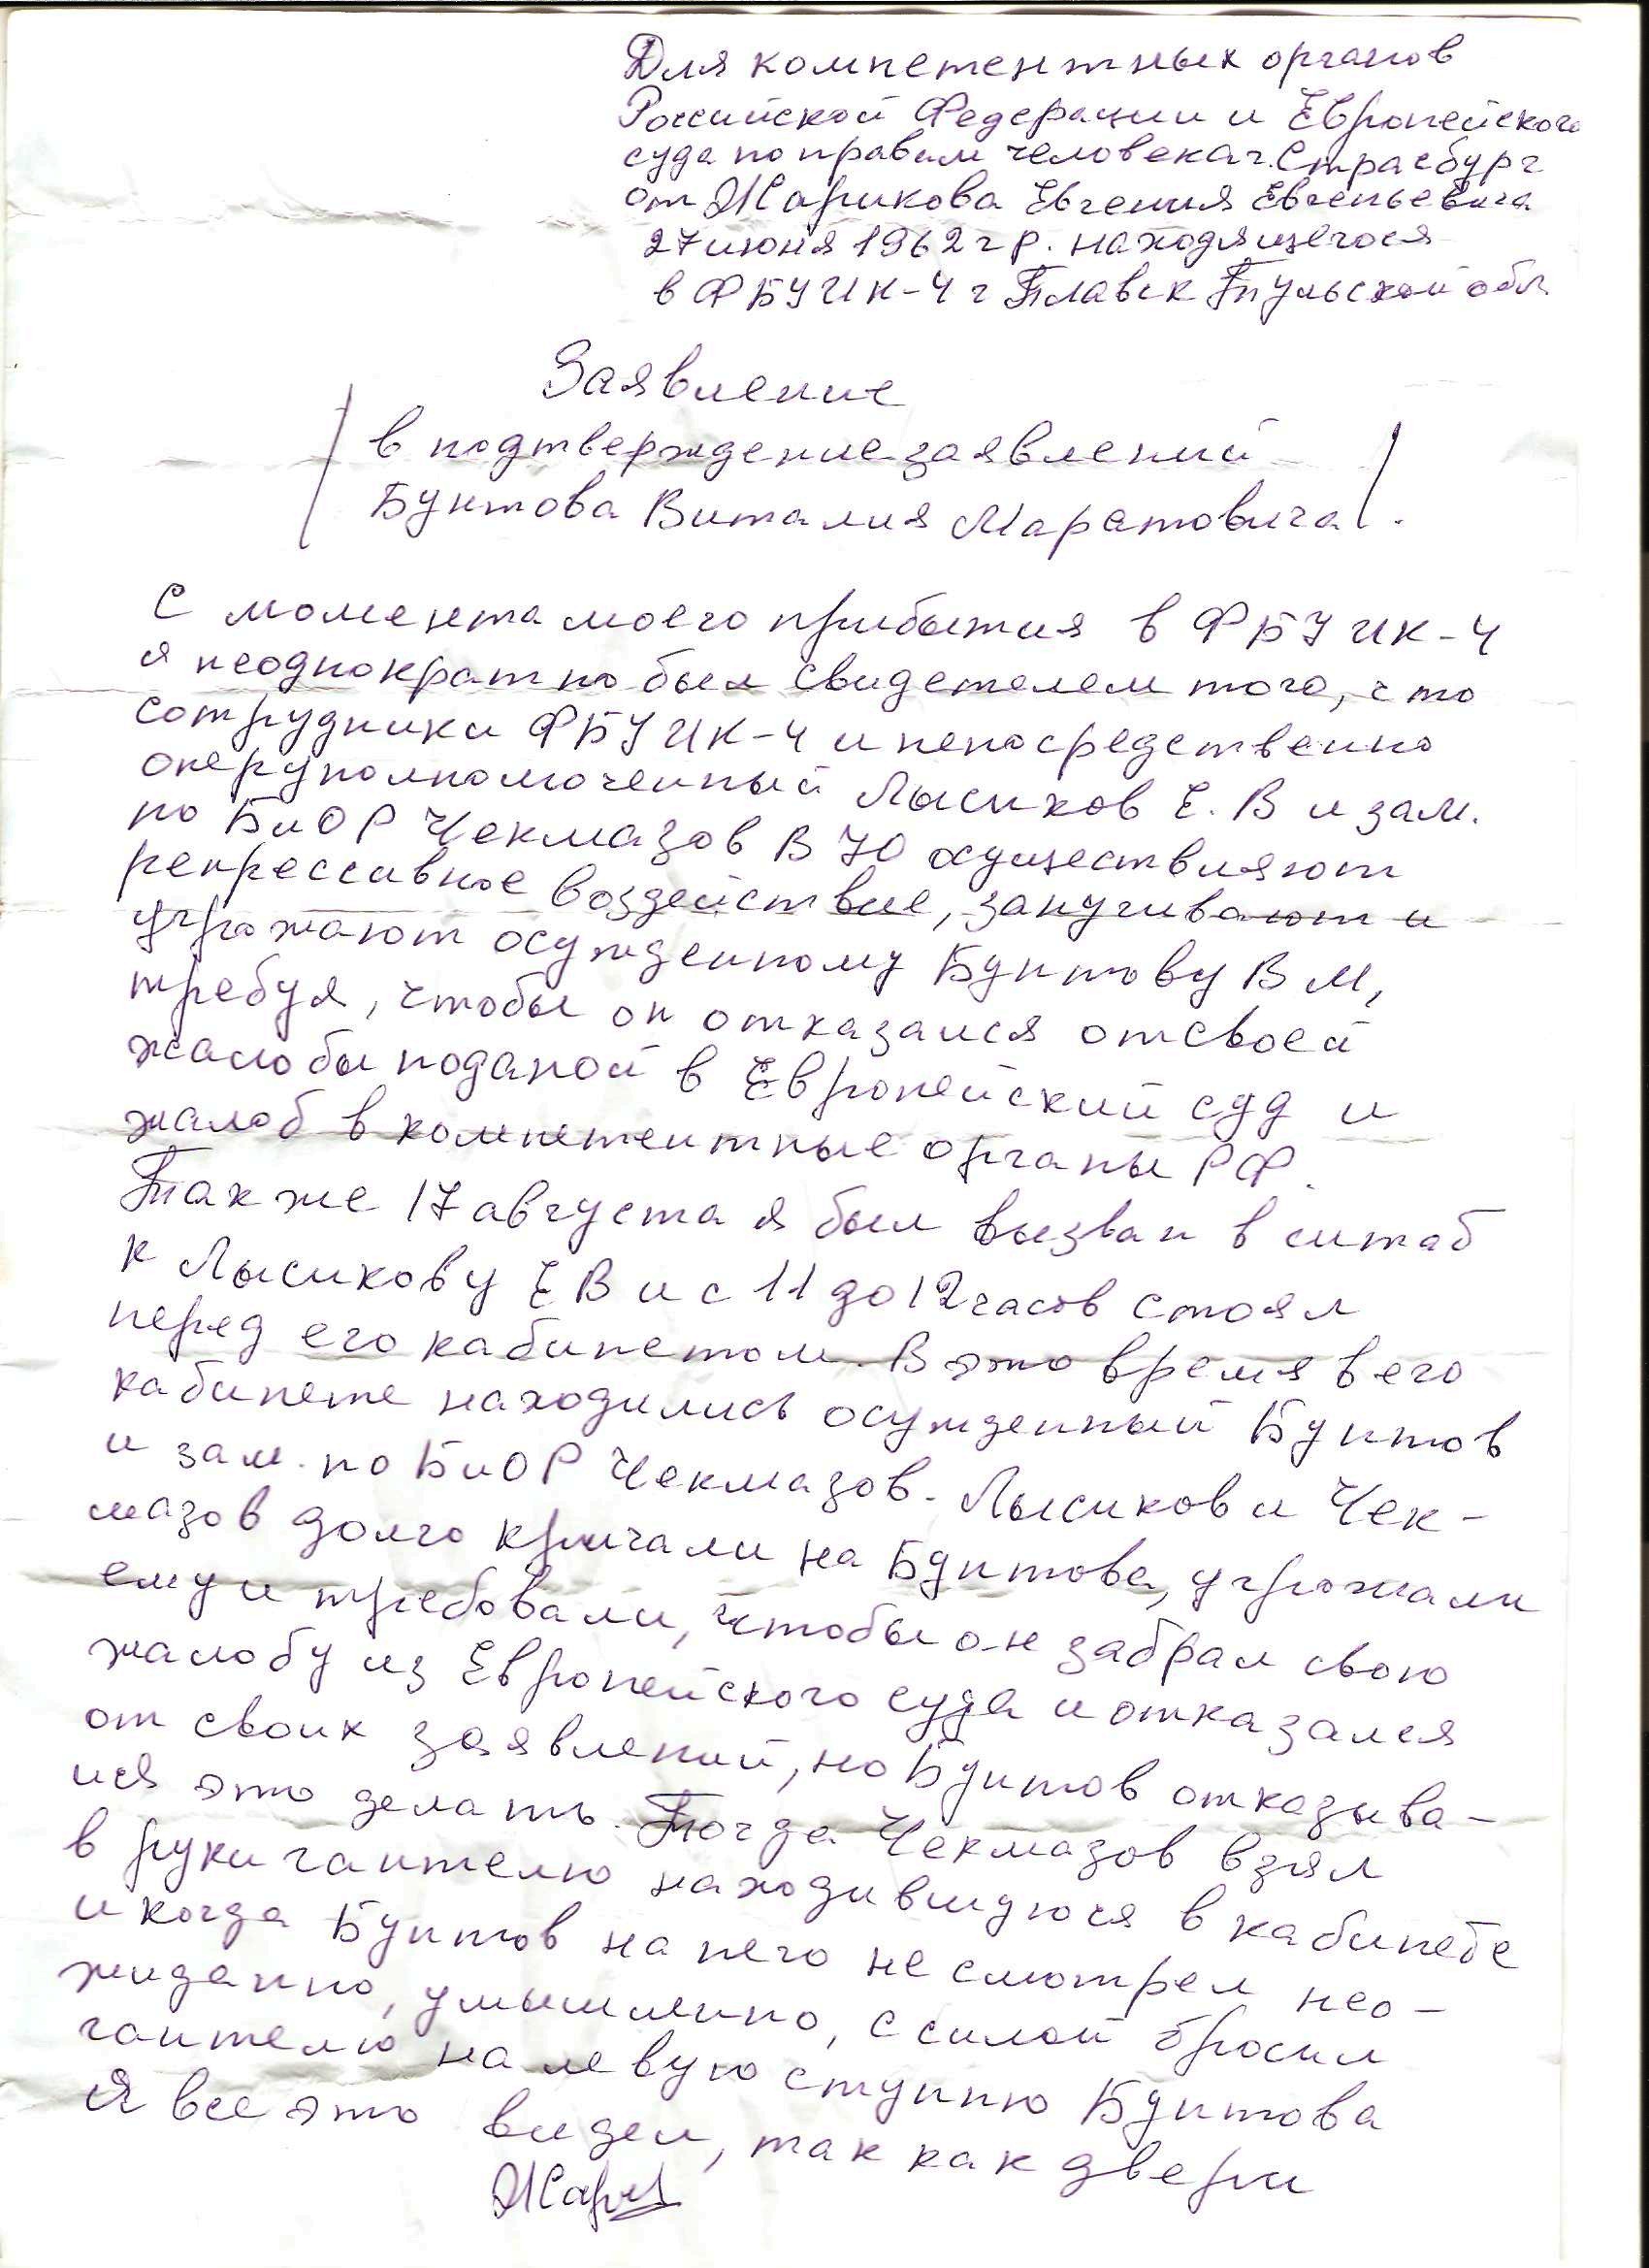 Для компетентных органов
Российской Федерации и Европейского
суда по правам человека г. Страсбург
от Жарикова Евгения Евгеньевича
27 июня 1962 г р. находящегося
в ФБУ ИК-4 г Плавск Тульской обл.
Заявление
/ в подтверждение заявлений
Бунтова Виталия Маратовича /.
С момента моего прибытия в ФБУ ИК-4
я неоднократно был свидетелем того, что
сотрудники ФБУ ИК-4 и непосредственно
оперуполномоченный Лысиков Е. В и зам.
по БиОР Чекмазов В Ю осуществляют
репрессивное воздействие, запугивают и
угрожают осужденному Бунтову В М,
требуя, чтобы он отказался от своей
жалобы поданой в Европейский суд и
жалоб в компетентные органы РФ.
Также 17 августа я был вызван в штаб
к Лысикову Е В и с 11 до 12 часов стоял
перед его кабинетом. В это время в его
кабинете находились осужденный Бунтов
и зам. по БиОР Чекмазов. Лысиков и Чек-
мазов долго кричали на Бунтова, угрожали
ему и требовали, чтобы он забрал свою
жалобу из Европейского суда и отказался
от своих заявлений, но Бунтов отказыва-
лся это делать. Тогда Чекмазов взял
в руки гантелю находившуюся в кабинете
и когда Бунтов на него не смотрел нео-
жиданно, умышленно, с силой бросил
гантелю на левую ступню Бунтова
Я все это видел, так как двери